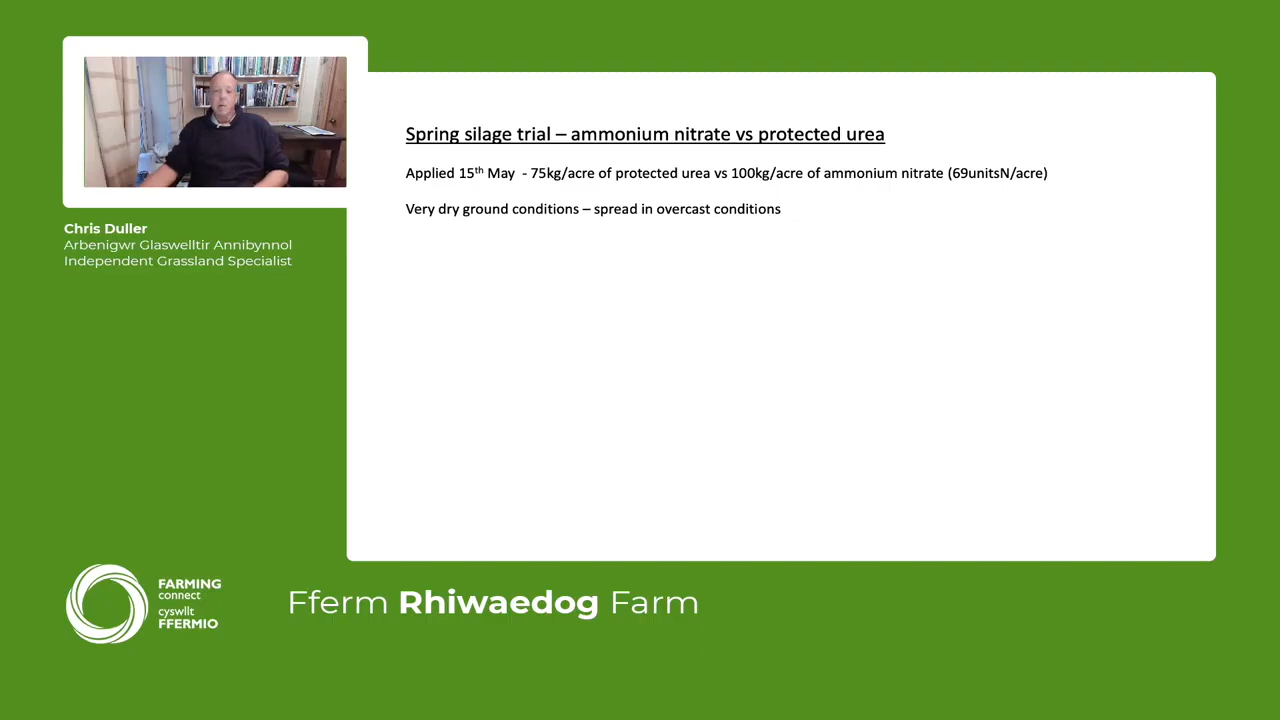 Spring silage trial – ammonium nitrate vs protected urea
Applied 15th May - 75kg/acre of protected urea vs 100kg/acre of ammonium nitrate (69unitsN/acre)
Very dry ground conditions – spread in overcast conditions
Chris Duller
Arbenigwr Glaswelltir Annibynnol
Independent Grassland Specialist
FARMING
connect
cyswllt
FFERMIO
Fferm Rhiwaedog Farm